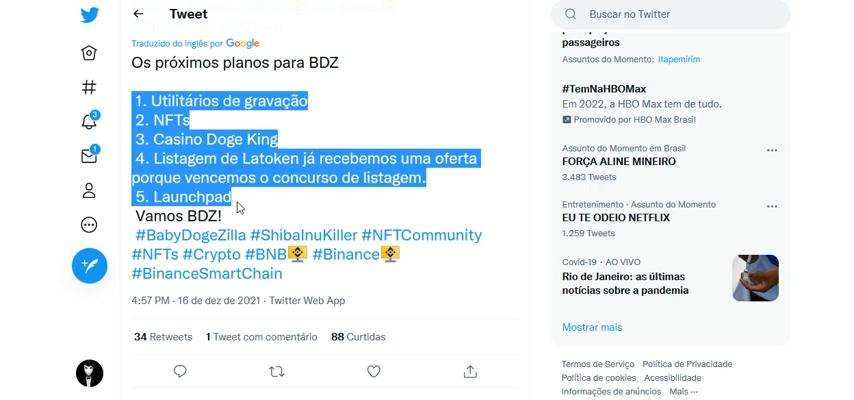 Tweet
Buscar no Twitter
Traduzido do inglês por Google
Os próximos planos para BDZ
1. Utilitários de gravação
2. NFTs
3. Casino Doge King
4. Listagem de Latoken já recebemos uma oferta
porque vencemos o concurso de listagem.
5. Launchpad
Vamos BDZ!
#BabyDogeZilla #ShibaInuKiller #NFTCommunity
#NFTs #Crypto #BNB #Binance
#BinanceSmartChain
4:57 PM · 16 de dez de 2021 · Twitter Web App
34 Retweets 1 Tweet com comentário 88 Curtidas
3
1
passageiros
Assuntos do Momento: Itapemirim
#TemNaHBOMax
Em 2022, a HBO Max tem de tudo.
Promovido por HBO Max Brasil
Assunto do Momento em Brasil
FORÇA ALINE MINEIRO
3.483 Tweets
Entretenimento · Assunto do Momento
EU TE ODEIO NETFLIX
1.259 Tweets
Covid-19 · AO VIVO
Rio de Janeiro: as últimas
notícias sobre a pandemia
Mostrar mais
Termos de Serviço Política de Privacidade
Política de cookies Acessibilidade
Informações de anúncios Mais ···